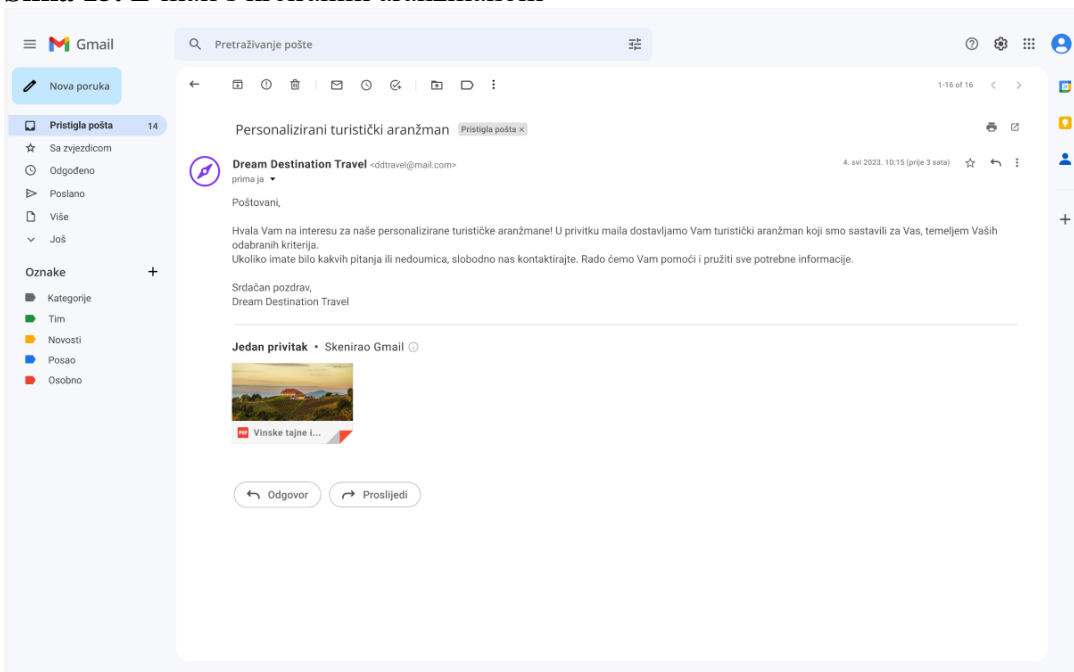 Gmail
Pretraživanje pošte
Nova poruka
1-16 of 16
Pristigla pošta 14
Sa zvjezdicom
Odgođeno
Poslano
Više
Još
Oznake
Kategorije
Tim
Novosti
Posao
Osobno
Personalizirani turistički aranžman Pristigla pošta ×
Dream Destination Travel <ddtravel@mail.com>
4. svi 2023. 10:15 (prije 3 sata)
prima ja
Poštovani,
Hvala Vam na interesu za naše personalizirane turističke aranžmane! U privitku maila dostavljamo Vam turistički aranžman koji smo sastavili za Vas, temeljem Vaših
odabranih kriterija.
Ukoliko imate bilo kakvih pitanja ili nedoumica, slobodno nas kontaktirajte. Rado ćemo Vam pomoći i pružiti sve potrebne informacije.
Srdačan pozdrav,
Dream Destination Travel
Jedan privitak • Skenirao Gmail
PDF Vinske tajne i...
Odgovor
Proslijedi